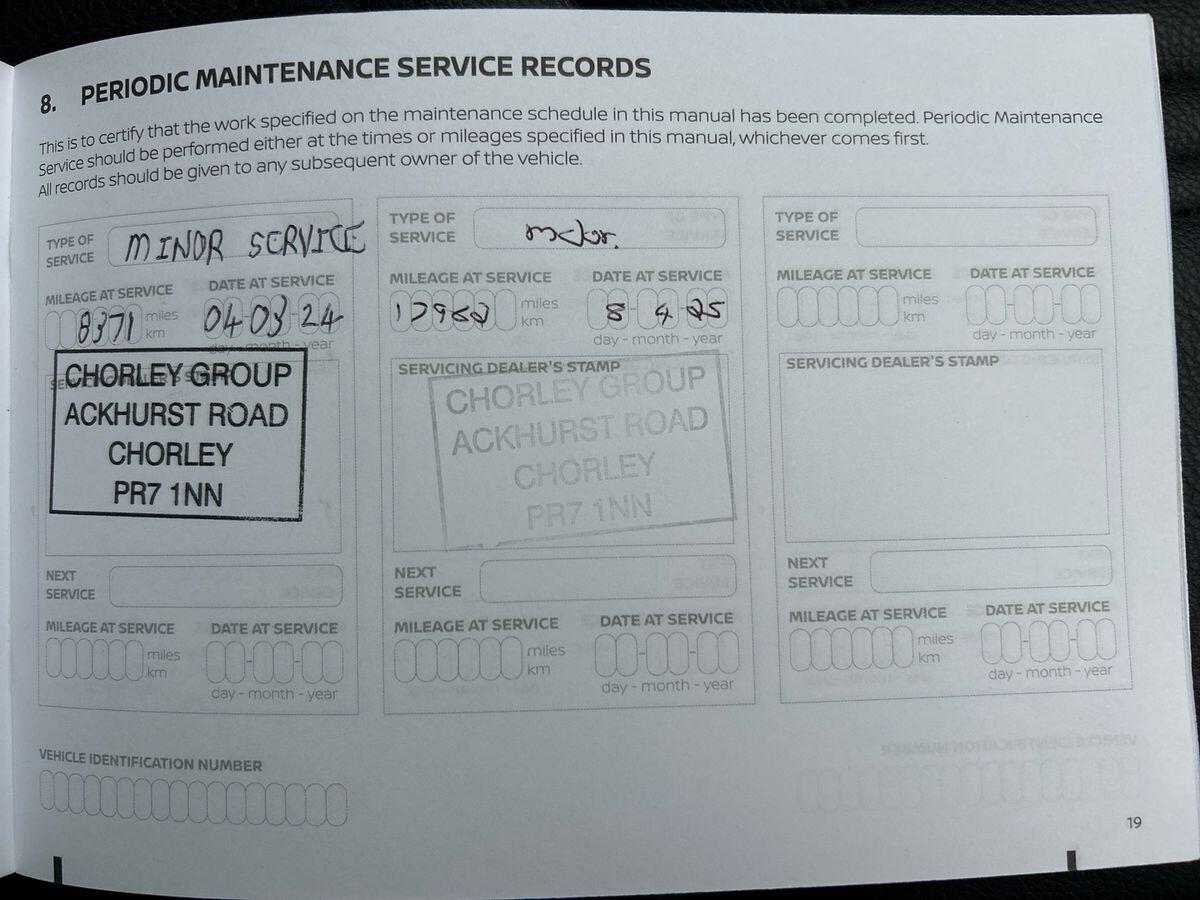 8. PERIODIC MAINTENANCE SERVICE RECORDS
This is to certify that the work specified on the maintenance schedule in this manual has been completed. Periodic Maintenance
Service should be performed either at the times or mileages specified in this manual, whichever comes first.
All records should be given to any subsequent owner of the vehicle.
TYPE OF
SERVICE
MINOR SERVICE
MILEAGE AT SERVICE
DATE AT SERVICE
8371
miles
km
04-03-24
day - month - year
CHORLEY GROUP
ACKHURST ROAD
CHORLEY
PR7 1NN
NEXT
SERVICE
MILEAGE AT SERVICE
DATE AT SERVICE
miles
km
day - month - year
TYPE OF
SERVICE
major.
MILEAGE AT SERVICE
DATE AT SERVICE
miles
km
8-4-25
day - month - year
SERVICING DEALER'S STAMP
CHORLEY GROUP
ACKHURST ROAD
CHORLEY
PR7 1NN
NEXT
SERVICE
MILEAGE AT SERVICE
DATE AT SERVICE
miles
km
day - month - year
TYPE OF
SERVICE
MILEAGE AT SERVICE
DATE AT SERVICE
miles
km
day - month - year
SERVICING DEALER'S STAMP
NEXT
SERVICE
MILEAGE AT SERVICE
DATE AT SERVICE
miles
km
day - month - year
VEHICLE IDENTIFICATION NUMBER
19